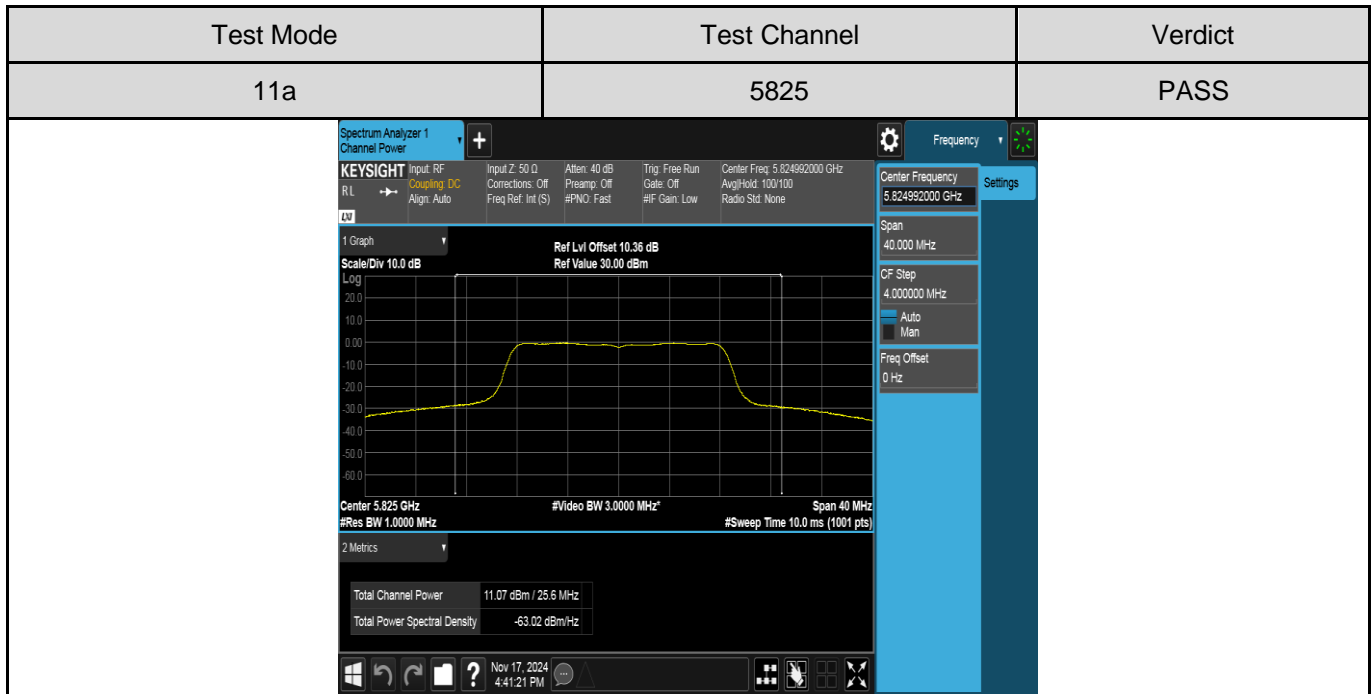 Test Mode Test Channel Verdict
11a 5825 PASS
Spectrum Analyzer 1
Channel Power
+
Frequency
KEYSIGHT
RL
LXI
Input: RF
Coupling: DC
Align: Auto
Input Z: 50 Ω
Corrections: Off
Freq Ref: Int (S)
Atten: 40 dB
Preamp: Off
#PNO: Fast
Trig: Free Run
Gate: Off
#IF Gain: Low
Center Freq: 5.824992000 GHz
Avg|Hold: 100/100
Radio Std: None
1 Graph
Scale/Div 10.0 dB
Ref Lvl Offset 10.36 dB
Ref Value 30.00 dBm
Log
20.0
10.0
0.00
-10.0
-20.0
-30.0
-40.0
-50.0
-60.0
Center 5.825 GHz
#Res BW 1.0000 MHz
#Video BW 3.0000 MHz*
Span 40 MHz
#Sweep Time 10.0 ms (1001 pts)
2 Metrics
Total Channel Power 11.07 dBm / 25.6 MHz
Total Power Spectral Density -63.02 dBm/Hz
?
Nov 17, 2024
4:41:21 PM
Center Frequency
5.824992000 GHz
Span
40.000 MHz
CF Step
4.000000 MHz
Auto
Man
Freq Offset
0 Hz
Settings